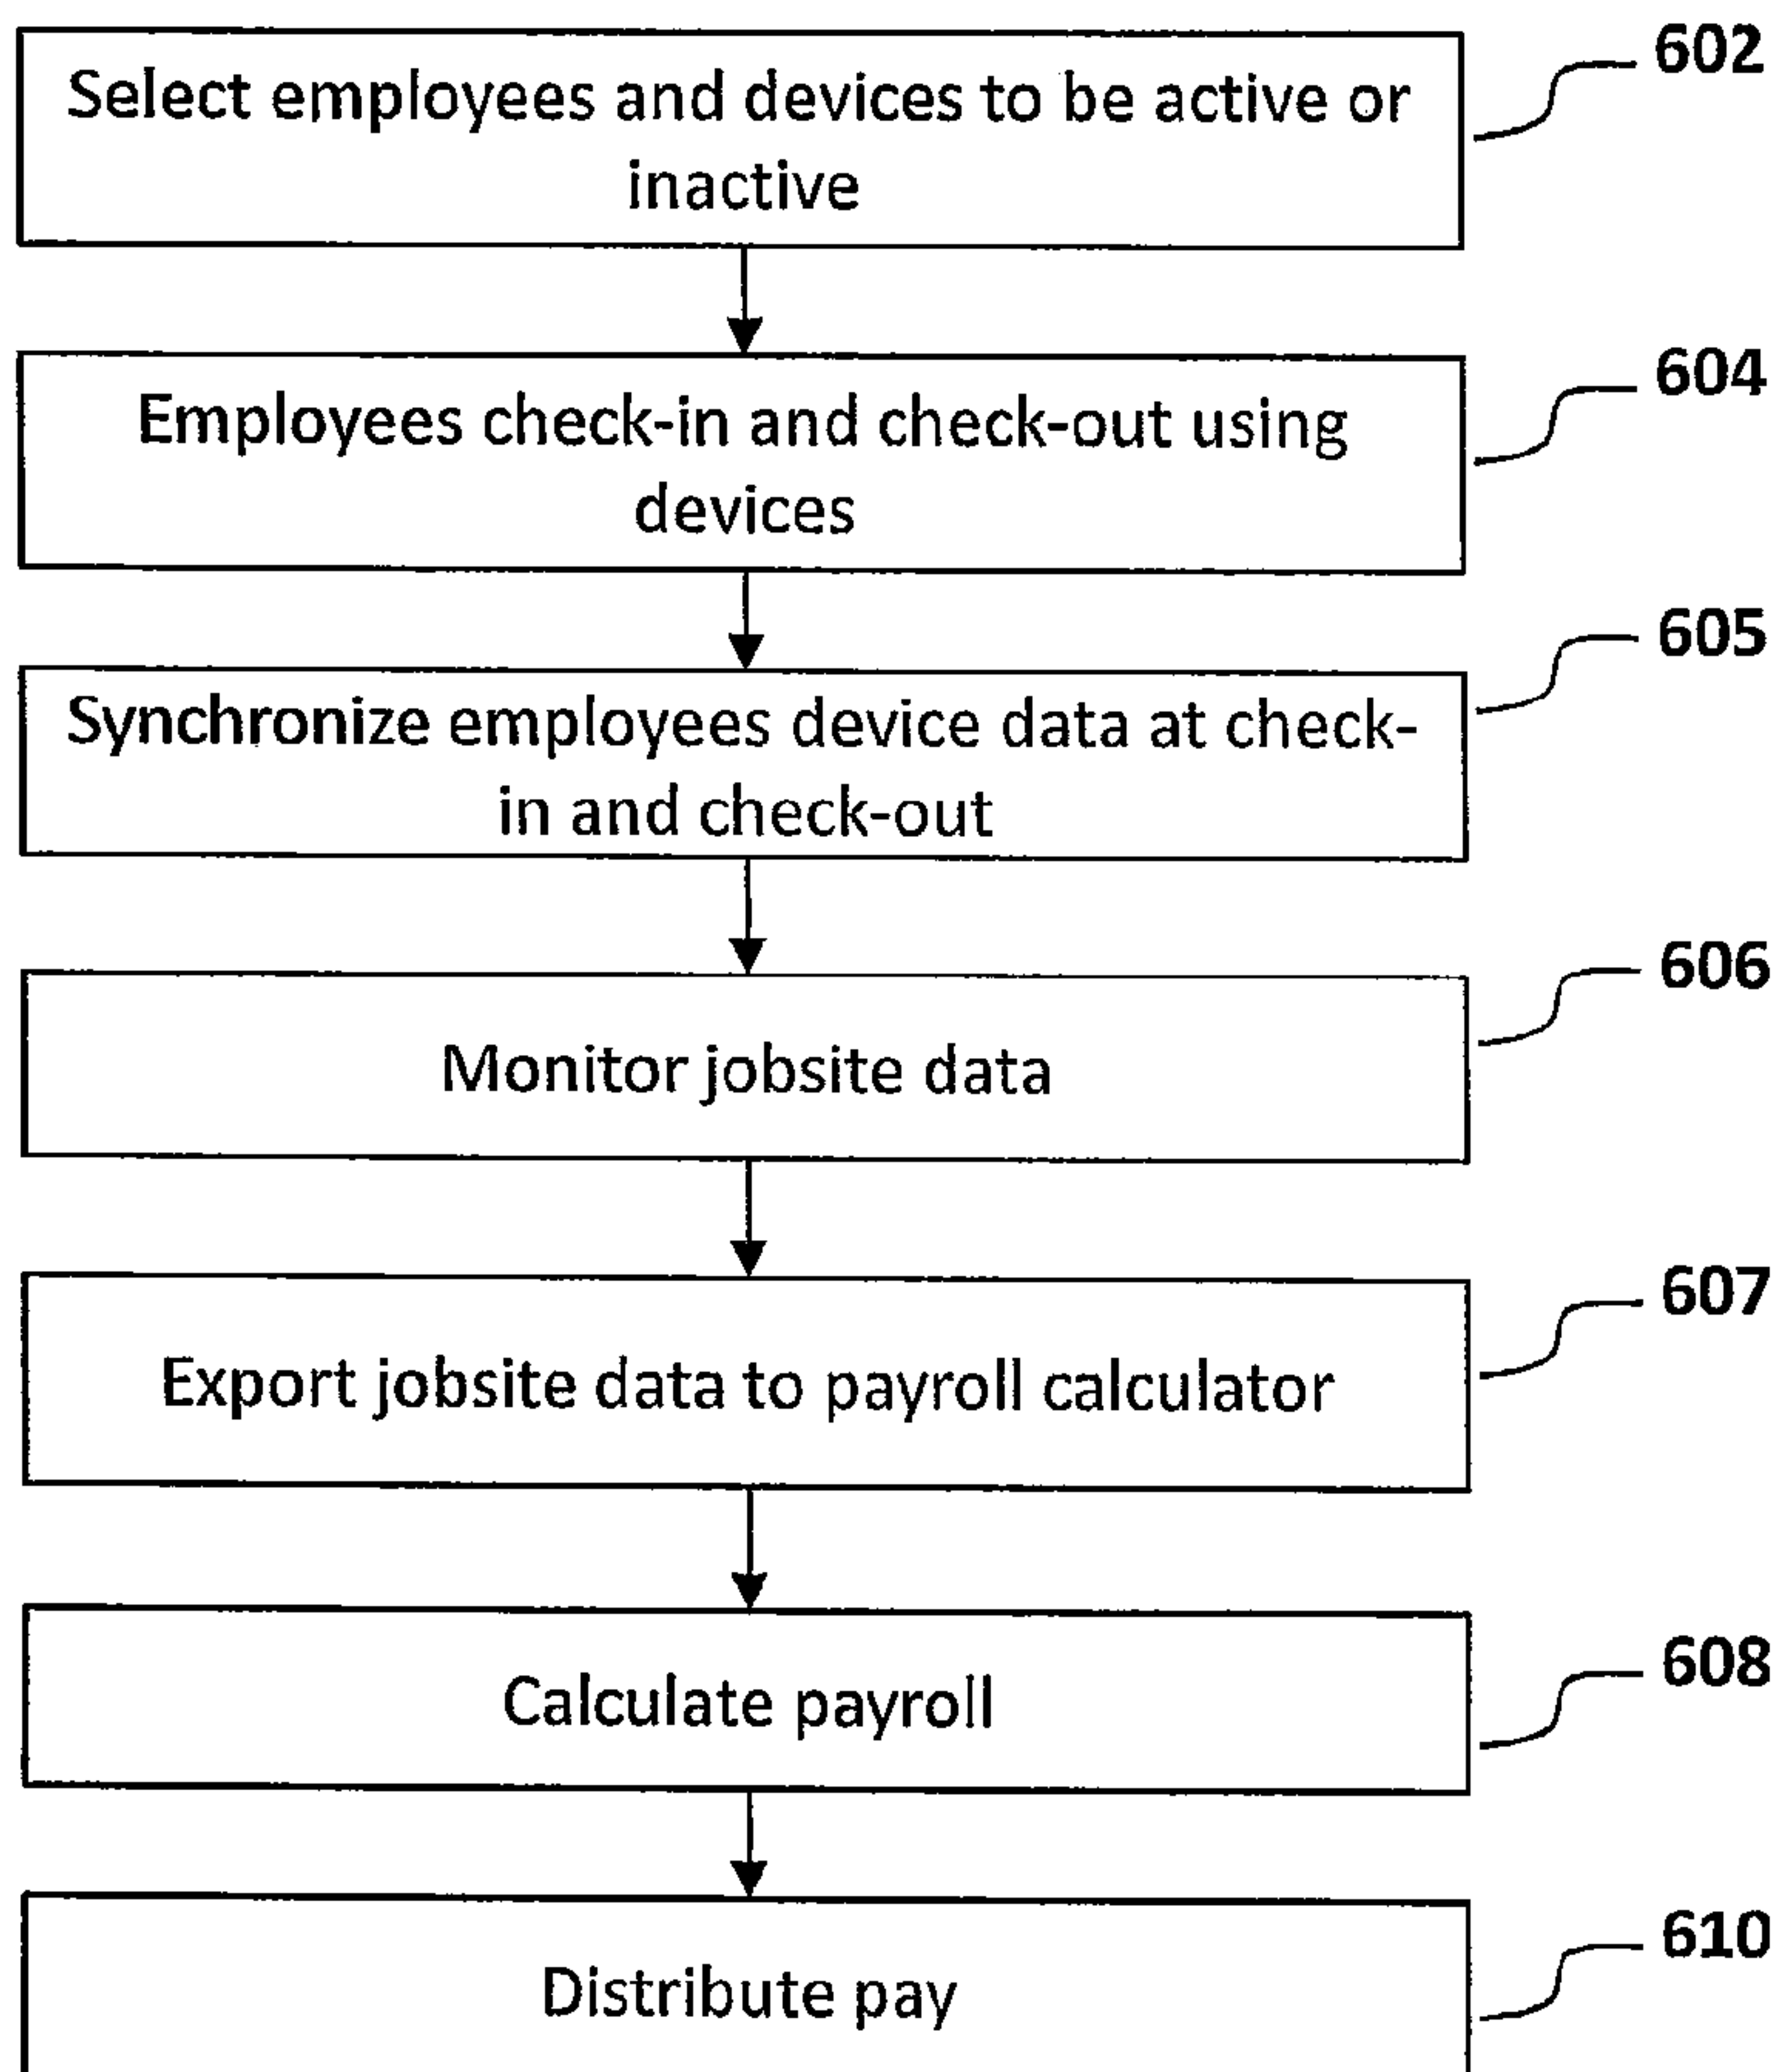 602
Select employees and devices to be active or
inactive
604
Employees check-in and check-out using
devices
605
Synchronize employees device data at check-
in and check-out
606
Monitor jobsite data
607
Export jobsite data to payroll calculator
608
Calculate payroll
610
Distribute pay